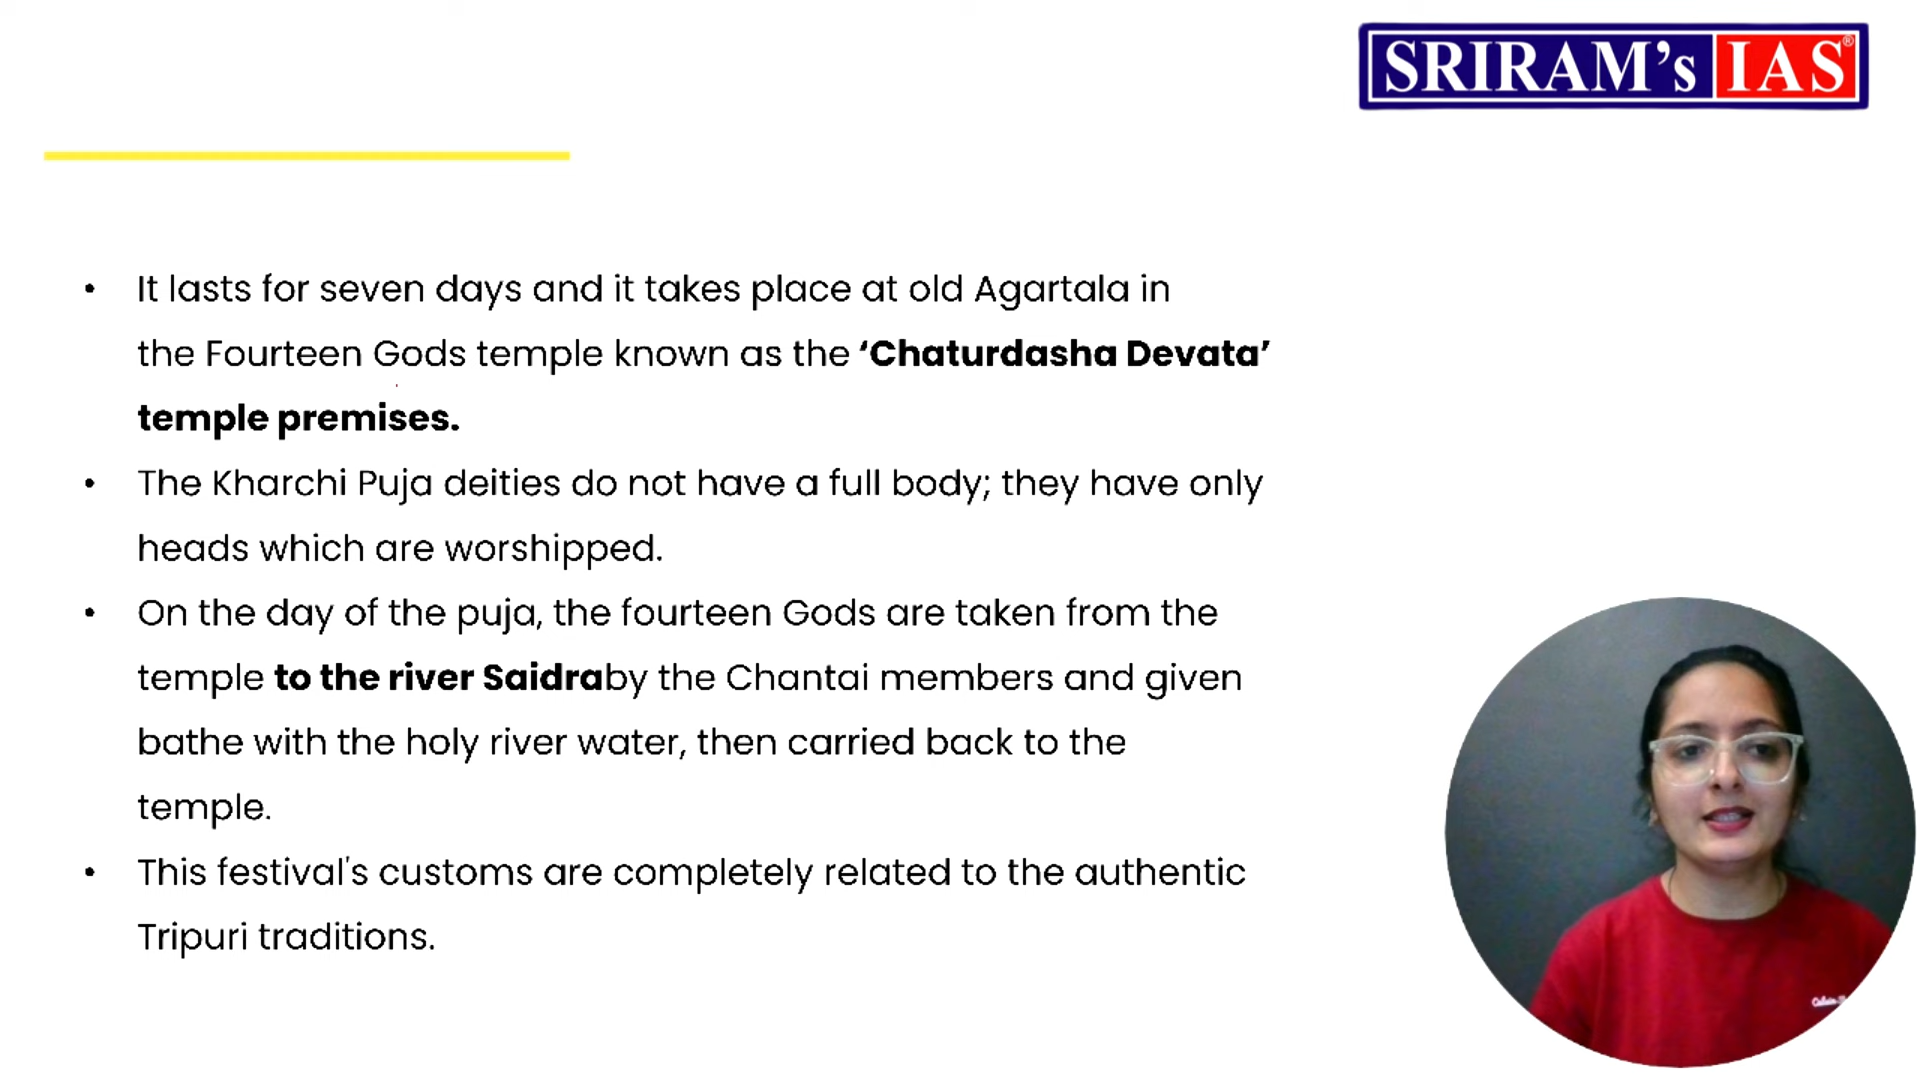 SRIRAM's IAS®
• It lasts for seven days and it takes place at old Agartala in
the Fourteen Gods temple known as the ‘Chaturdasha Devata’
temple premises.
• The Kharchi Puja deities do not have a full body; they have only
heads which are worshipped.
• On the day of the puja, the fourteen Gods are taken from the
temple to the river Saidraby the Chantai members and given
bathe with the holy river water, then carried back to the
temple.
• This festival's customs are completely related to the authentic
Tripuri traditions.